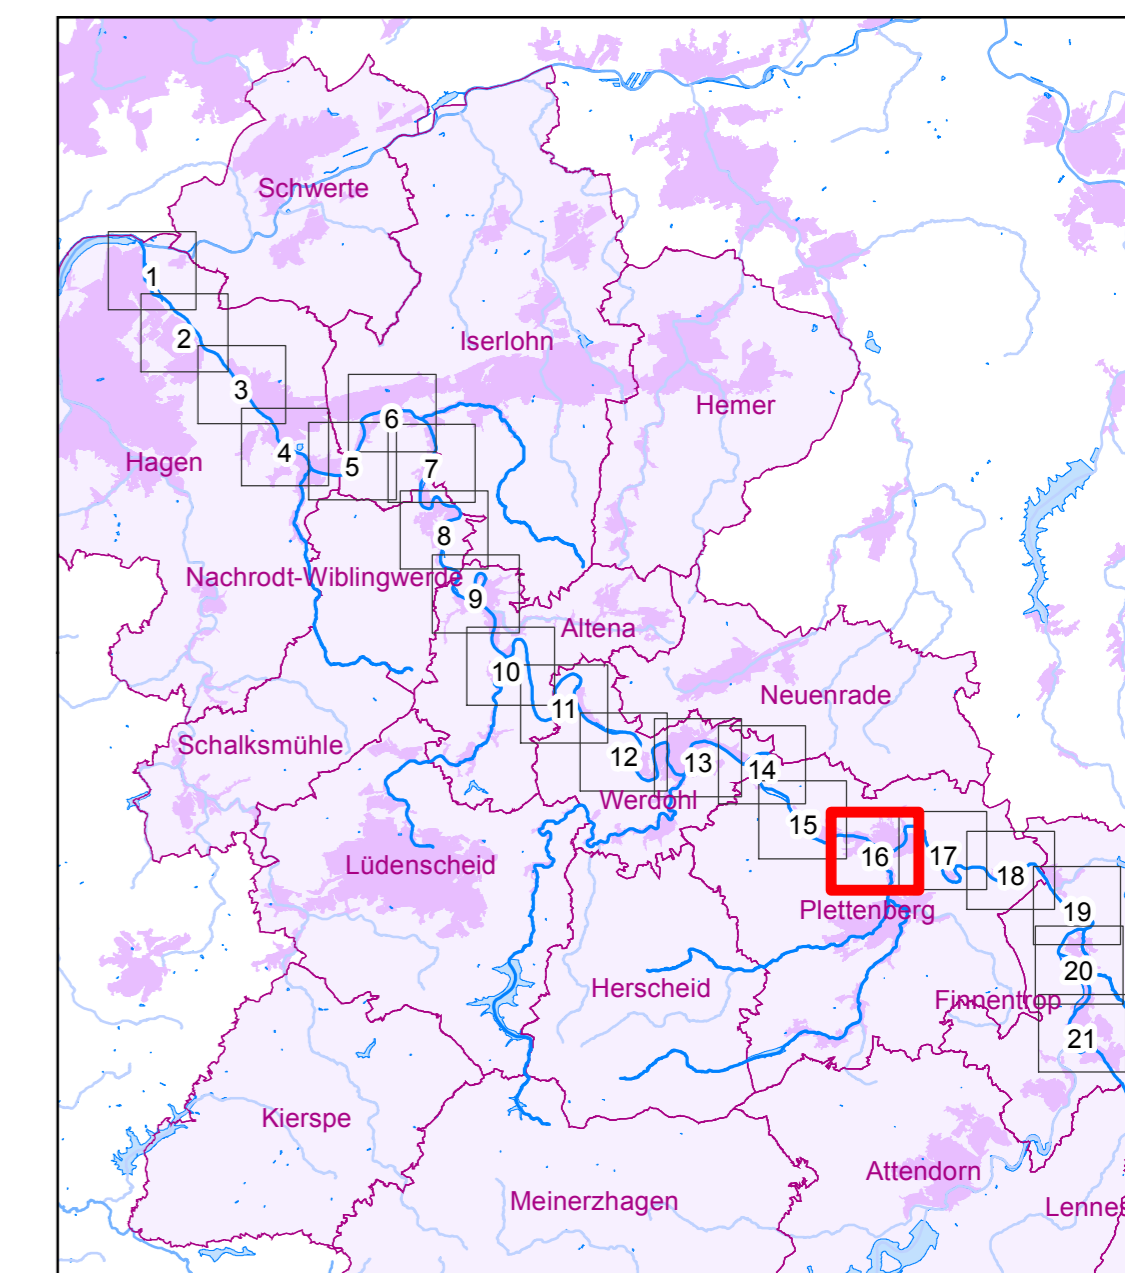 Schwerte
1
2
Iserlohn
3
Hemer
6
4
5
7
Hagen
8
Nachrodt-Wiblingwerde
9
Altena
10
Neuenrade
11
Schalksmühle
12
13
14
Werdohl
15
16
17
Lüdenscheid
18
Plettenberg
19
20
Herscheid
Finnentrop
21
Kierspe
Attendorn
Meinerzhagen
Lennes